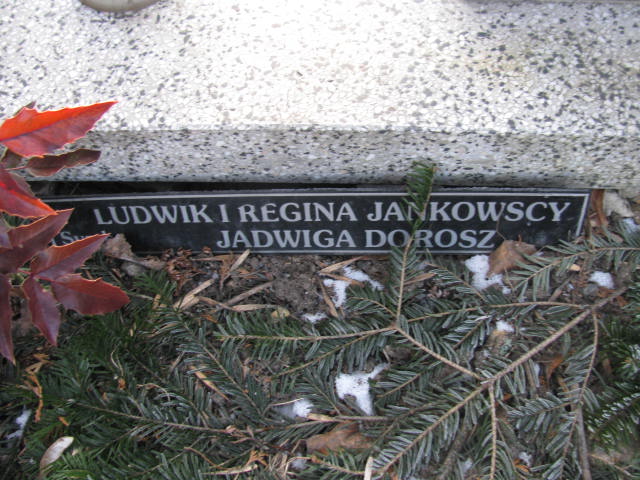 LUDWIK I REGINA JANKOWSCY
JADWIGA DOROSZ